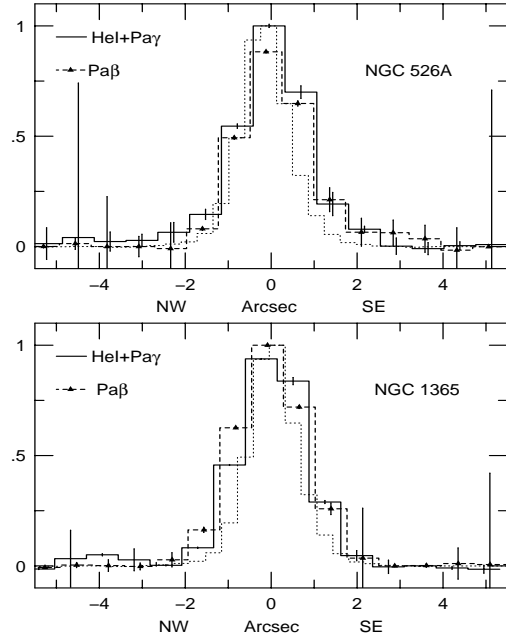 1
HeI+Paγ
NGC 526A
Paβ
.5
0
−4 −2 0 2 4
NW Arcsec SE
1
HeI+Paγ
NGC 1365
Paβ
.5
0
−4 −2 0 2 4
NW Arcsec SE